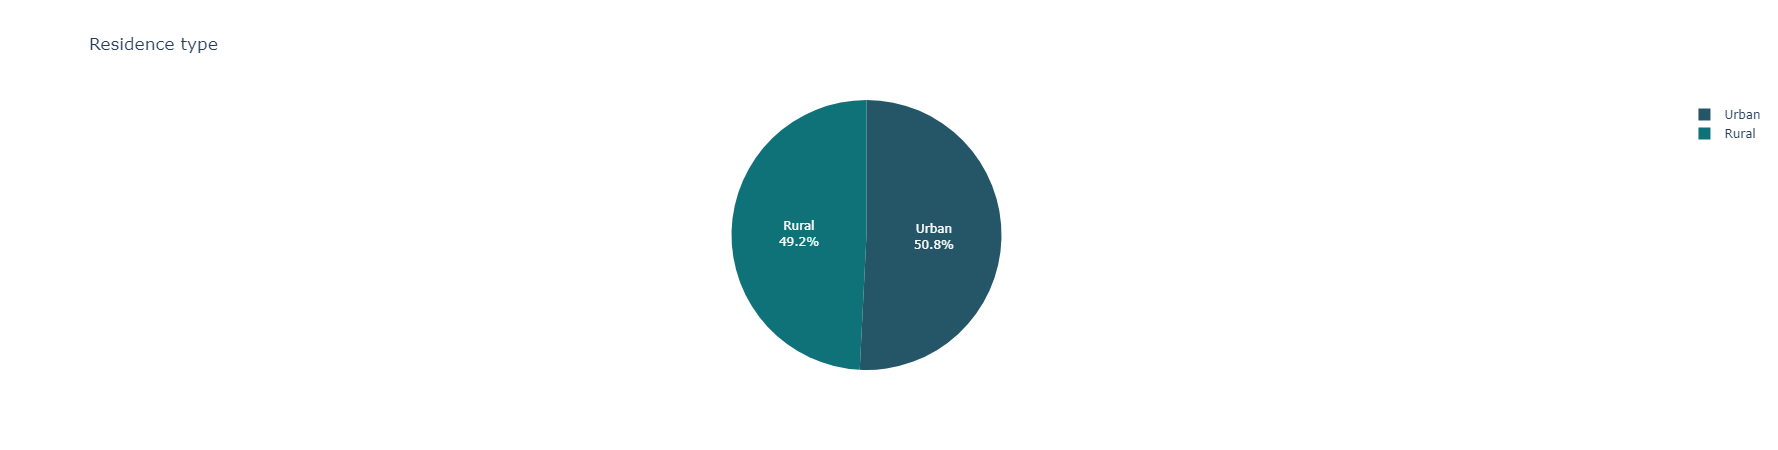 Residence type
Urban
Rural
Rural
49.2%
Urban
50.8%